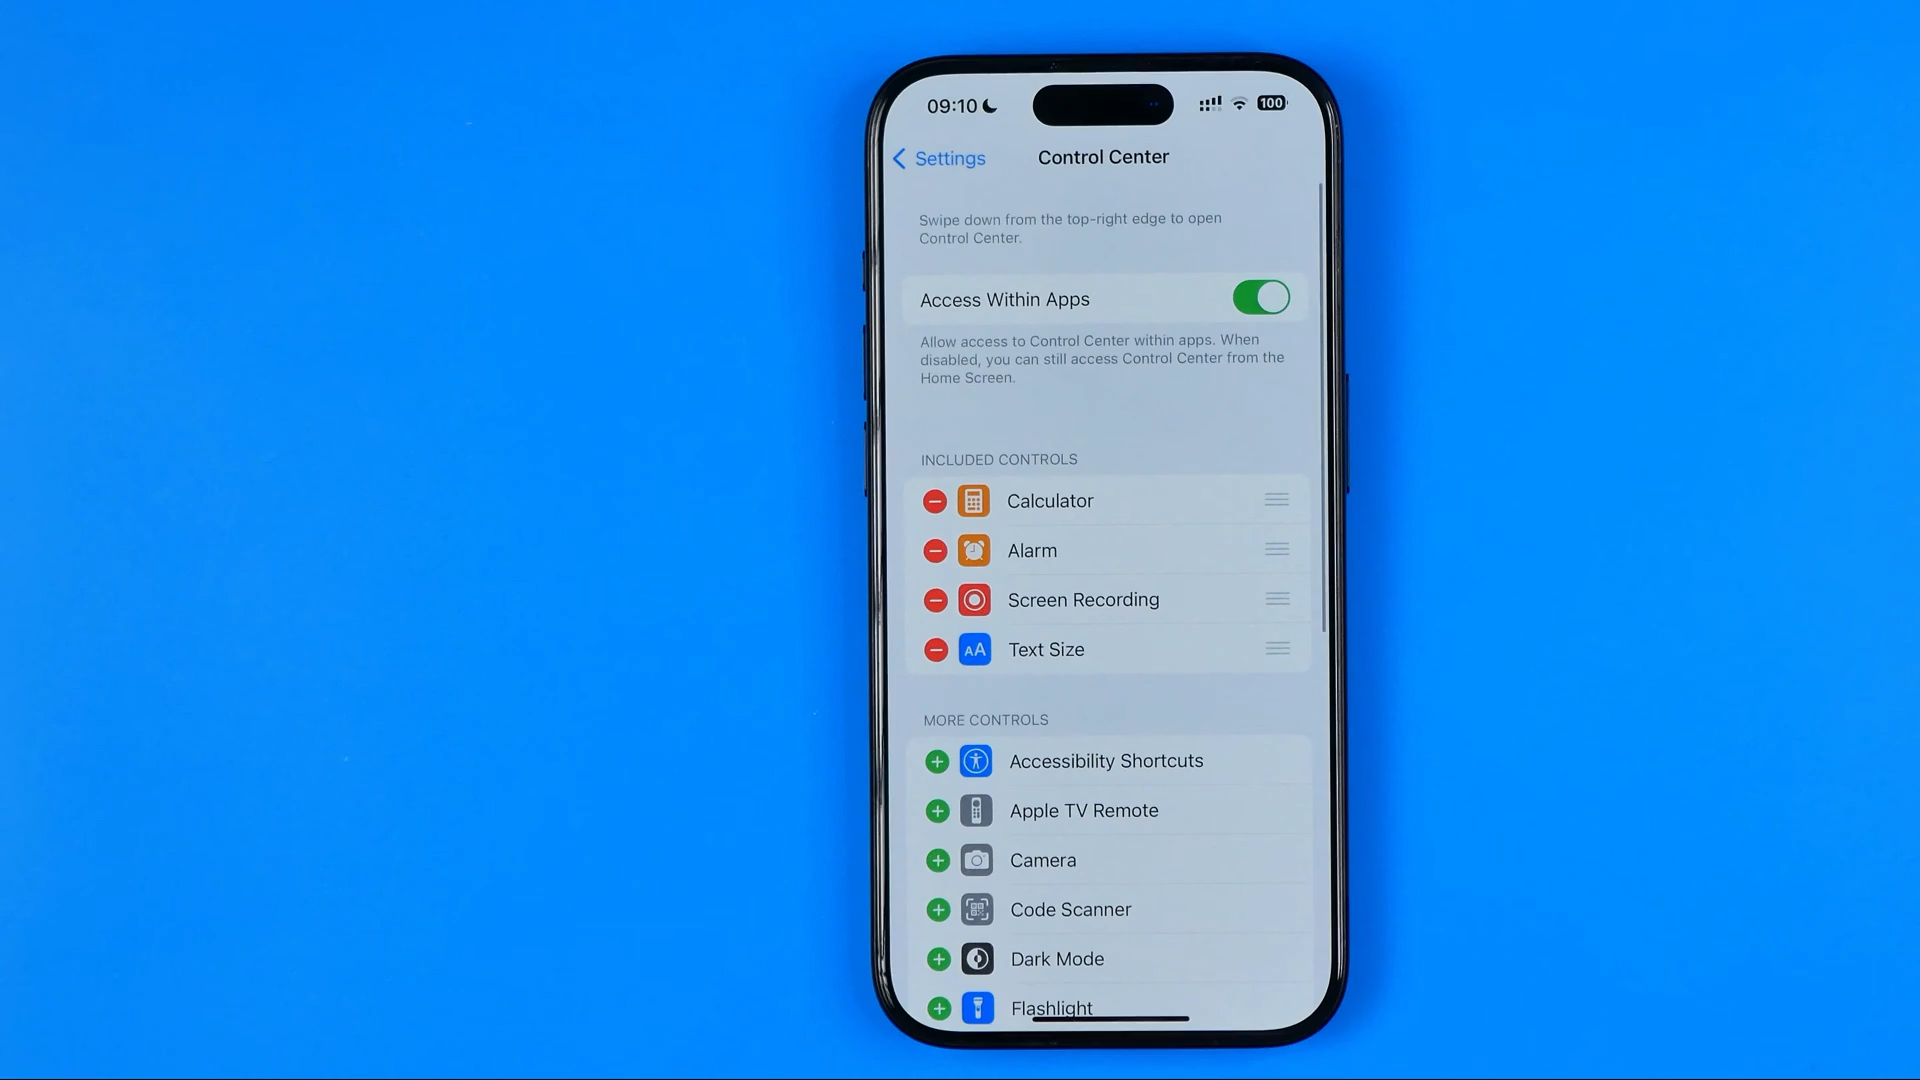 09:10
100
Settings
Control Center
Swipe down from the top-right edge to open
Control Center.
Access Within Apps
Allow access to Control Center within apps. When
disabled, you can still access Control Center from the
Home Screen.
INCLUDED CONTROLS
Calculator
Alarm
Screen Recording
AA Text Size
MORE CONTROLS
Accessibility Shortcuts
Apple TV Remote
Camera
Code Scanner
Dark Mode
Flashlight